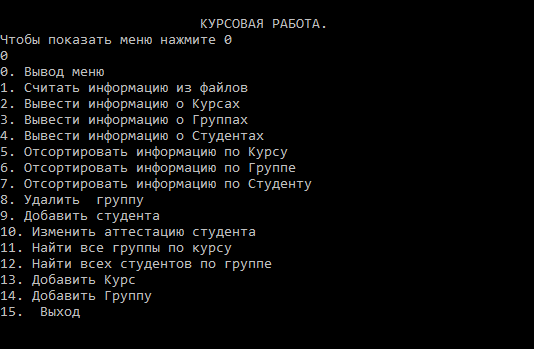 КУРСОВАЯ РАБОТА.
Чтобы показать меню нажмите 0
0
0. Вывод меню
1. Считать информацию из файлов
2. Вывести информацию о Курсах
3. Вывести информацию о Группах
4. Вывести информацию о Студентах
5. Отсортировать информацию по Курсу
6. Отсортировать информацию по Группе
7. Отсортировать информацию по Студенту
8. Удалить  группу
9. Добавить студента
10. Изменить аттестацию студента
11. Найти все группы по курсу
12. Найти всех студентов по группе
13. Добавить Курс
14. Добавить Группу
15.  Выход